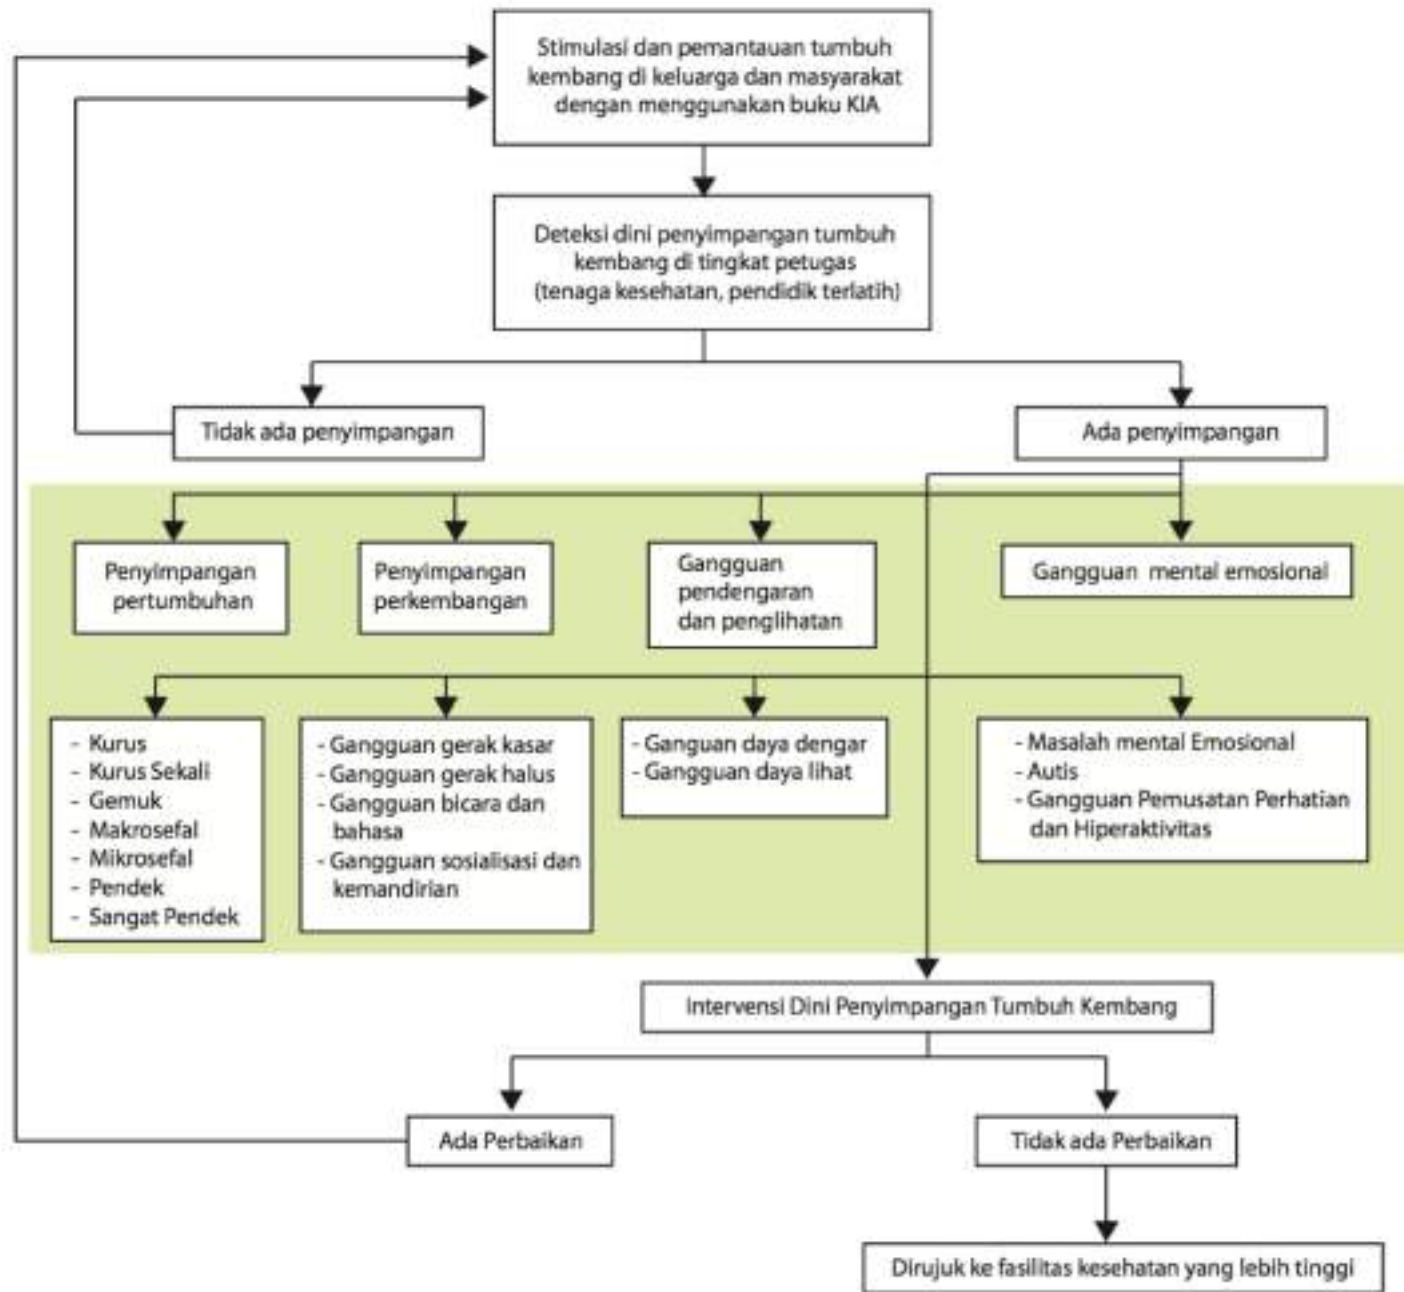 Stimulasi dan pemantauan tumbuh
kembang di keluarga dan masyarakat
dengan menggunakan buku KIA
Deteksi dini penyimpangan tumbuh
kembang di tingkat petugas
(tenaga kesehatan, pendidik terlatih)
Tidak ada penyimpangan
Ada penyimpangan
Penyimpangan
pertumbuhan
Penyimpangan
perkembangan
Gangguan
pendengaran
dan penglihatan
Gangguan mental emosional
- Kurus
- Kurus Sekali
- Gemuk
- Makrosefal
- Mikrosefal
- Pendek
- Sangat Pendek
- Gangguan gerak kasar
- Gangguan gerak halus
- Gangguan bicara dan
bahasa
- Gangguan sosialisasi dan
kemandirian
- Ganguan daya dengar
- Gangguan daya lihat
- Masalah mental Emosional
- Autis
- Gangguan Pemusatan Perhatian
dan Hiperaktivitas
Intervensi Dini Penyimpangan Tumbuh Kembang
Ada Perbaikan
Tidak ada Perbaikan
Dirujuk ke fasilitas kesehatan yang lebih tinggi